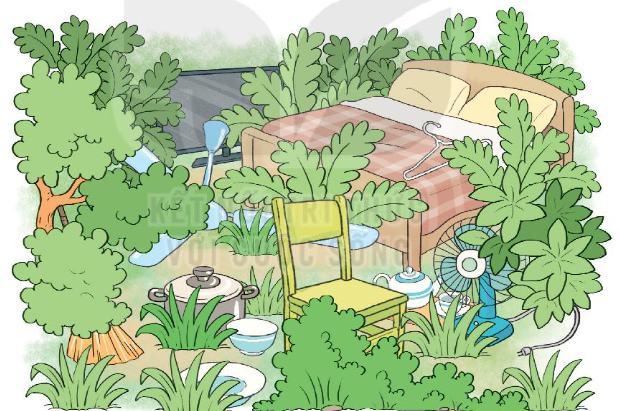 KẾT NỐI TRI THỨC
VỚI CUỘC SỐNG